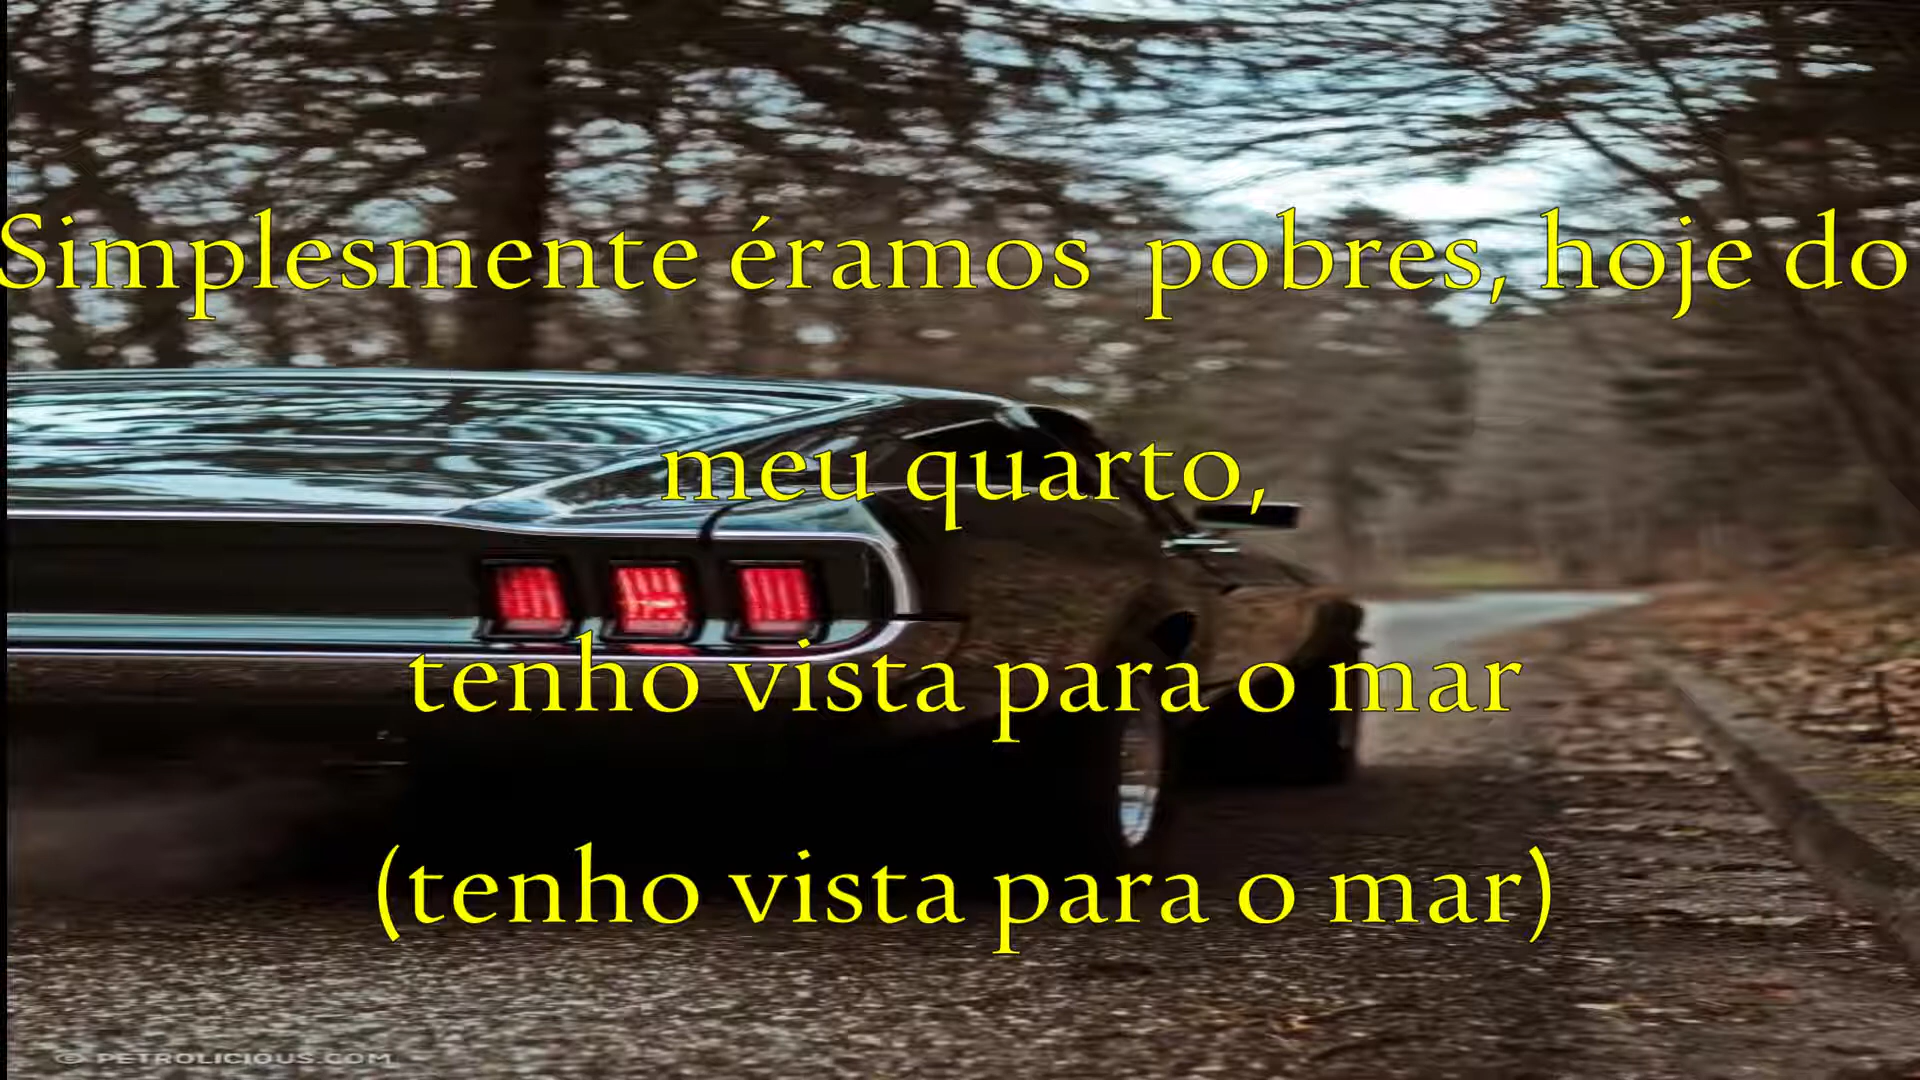 Simplesmente éramos  pobres, hoje do
meu quarto,
tenho vista para o mar
(tenho vista para o mar)
© PETROLICIOUS.COM